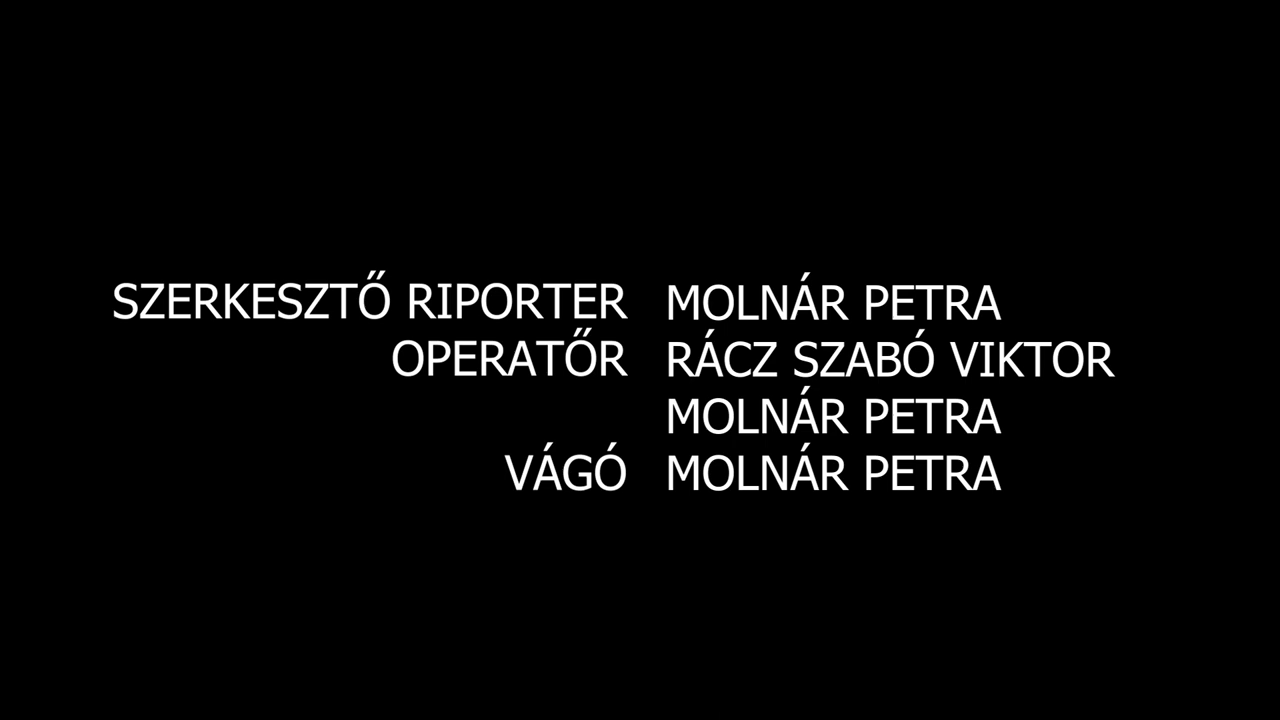 SZERKESZTŐ RIPORTER MOLNÁR PETRA
OPERATŐR RÁCZ SZABÓ VIKTOR
MOLNÁR PETRA
VÁGÓ MOLNÁR PETRA